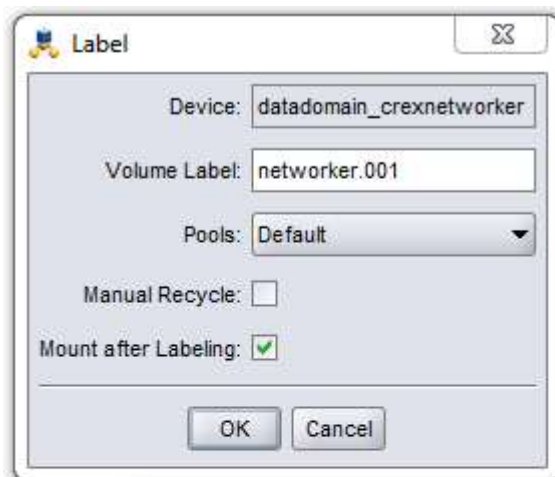 Label
Device: datadomain_crexnetworker
Volume Label: networker.001
Pools: Default
Manual Recycle:
Mount after Labeling:
OK Cancel